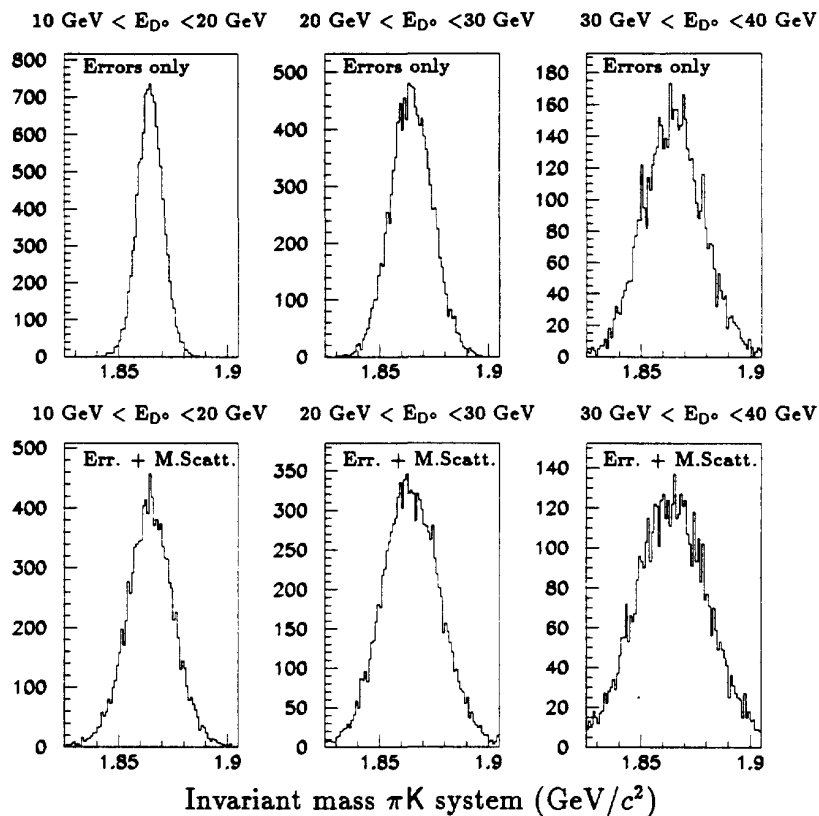 10 GeV < E_D° <20 GeV 20 GeV < E_D° <30 GeV 30 GeV < E_D° <40 GeV
Errors only Errors only Errors only
800 700 600 500 400 300 200 100 0
500 400 300 200 100 0
180 160 140 120 100 80 60 40 20 0
1.85 1.9 1.85 1.9 1.85 1.9
10 GeV < E_D° <20 GeV 20 GeV < E_D° <30 GeV 30 GeV < E_D° <40 GeV
Err. + M.Scatt. Err. + M.Scatt. Err. + M.Scatt.
500 400 300 200 100 0
350 300 250 200 150 100 50 0
140 120 100 80 60 40 20 0
1.85 1.9 1.85 1.9 1.85 1.9
Invariant mass πK system (GeV/c²)